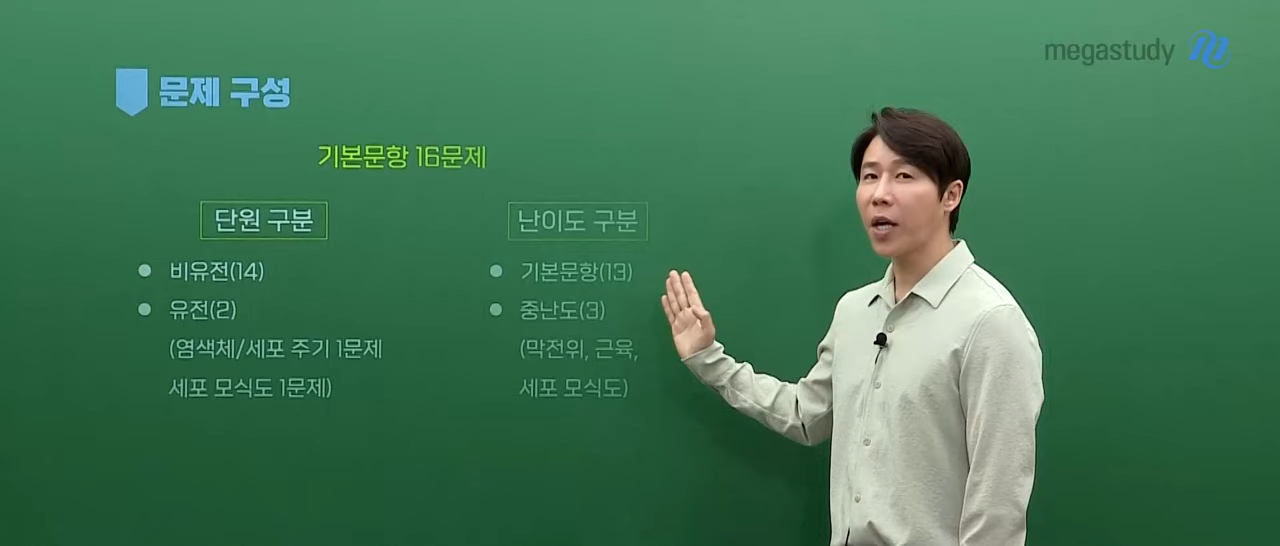 megastudy
문제 구성
기본문항 16문제
단원 구분
비유전(14)
유전(2)
(염색체/세포 주기 1문제
세포 모식도 1문제)
난이도 구분
기본문항(13)
중난도(3)
(막전위, 근육,
세포 모식도)